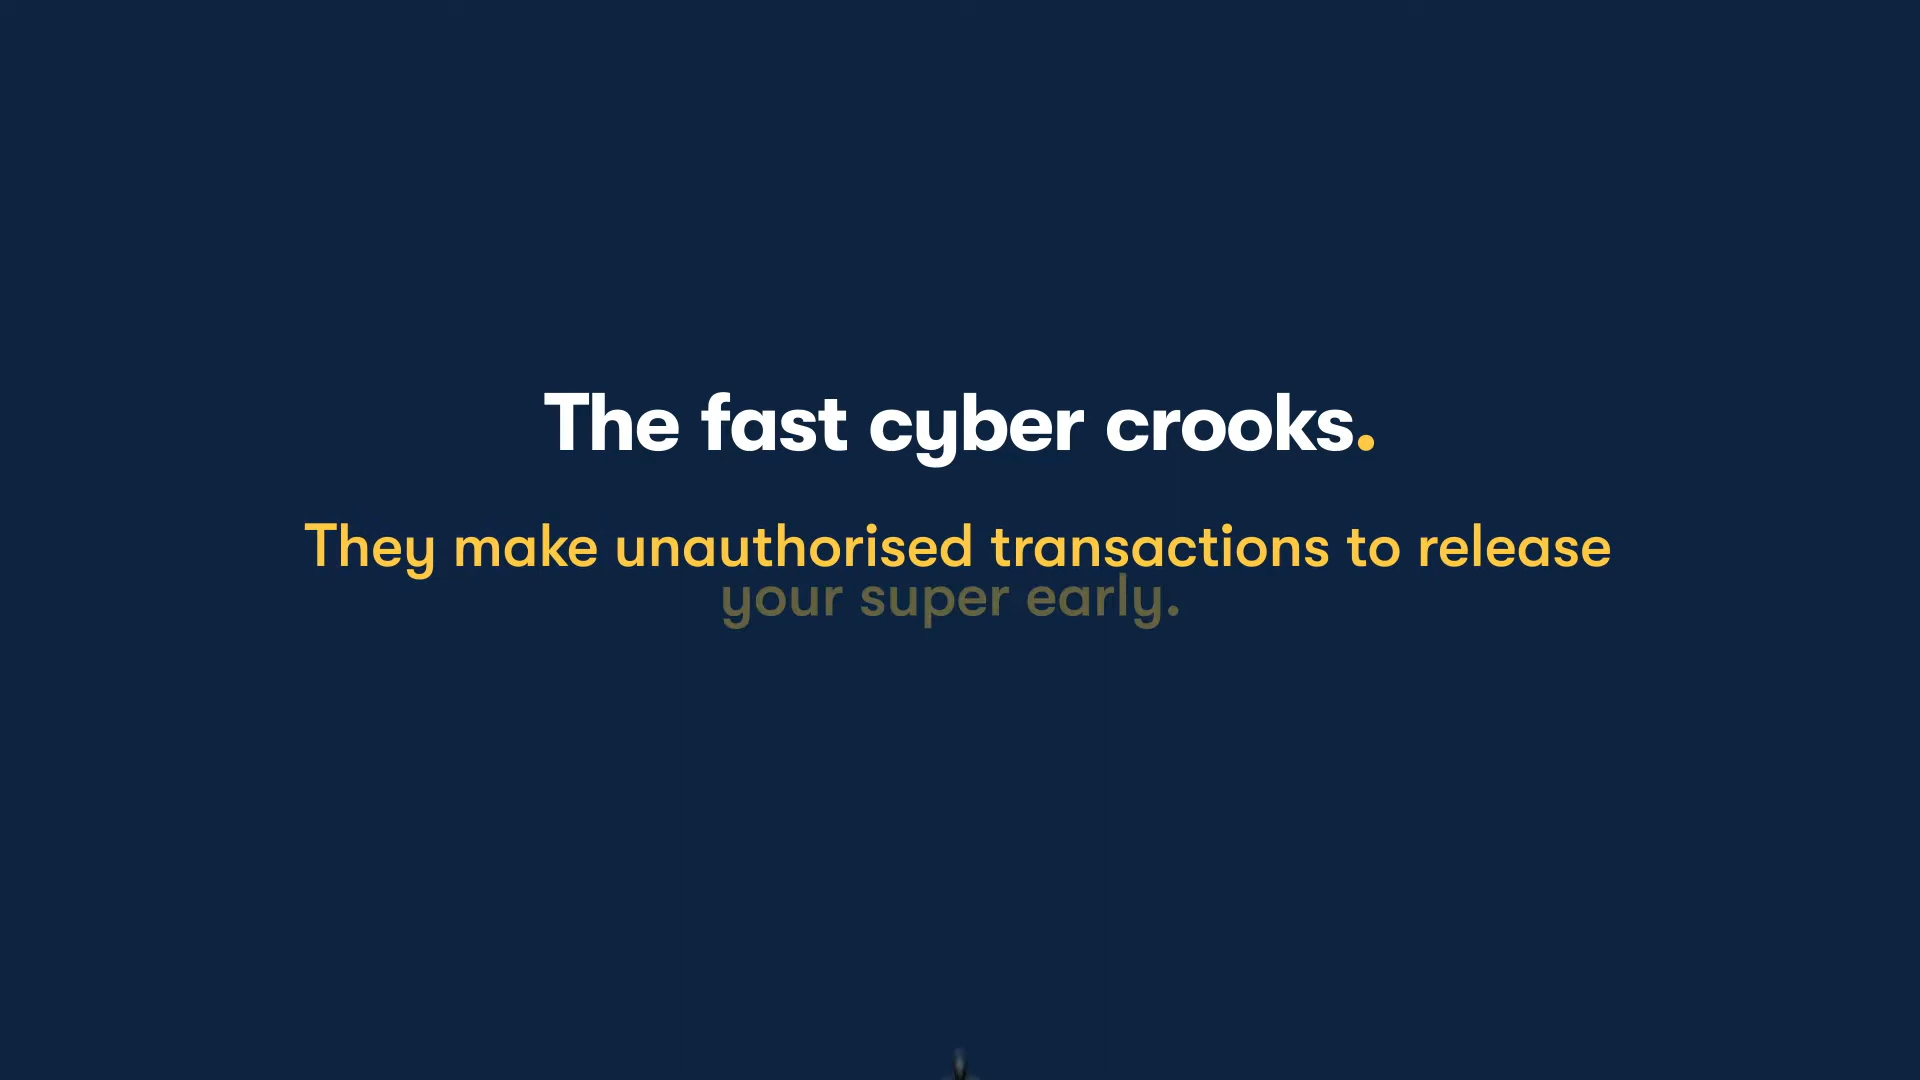 The fast cyber crooks.
They make unauthorised transactions to release
your super early.